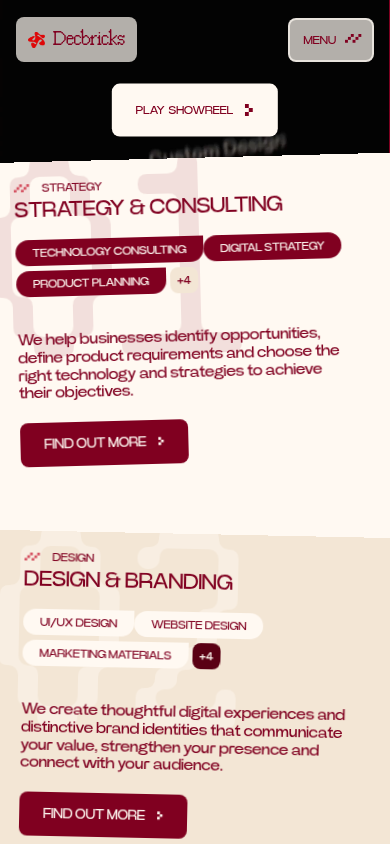 Decbricks
MENU
PLAY SHOWREEL
Custom Design
01
STRATEGY
STRATEGY & CONSULTING
TECHNOLOGY CONSULTING
DIGITAL STRATEGY
PRODUCT PLANNING
+4
We help businesses identify opportunities,
define product requirements and choose the
right technology and strategies to achieve
their objectives.
FIND OUT MORE
DESIGN
DESIGN & BRANDING
UI/UX DESIGN
WEBSITE DESIGN
MARKETING MATERIALS
+4
We create thoughtful digital experiences and
distinctive brand identities that communicate
your value, strengthen your presence and
connect with your audience.
FIND OUT MORE